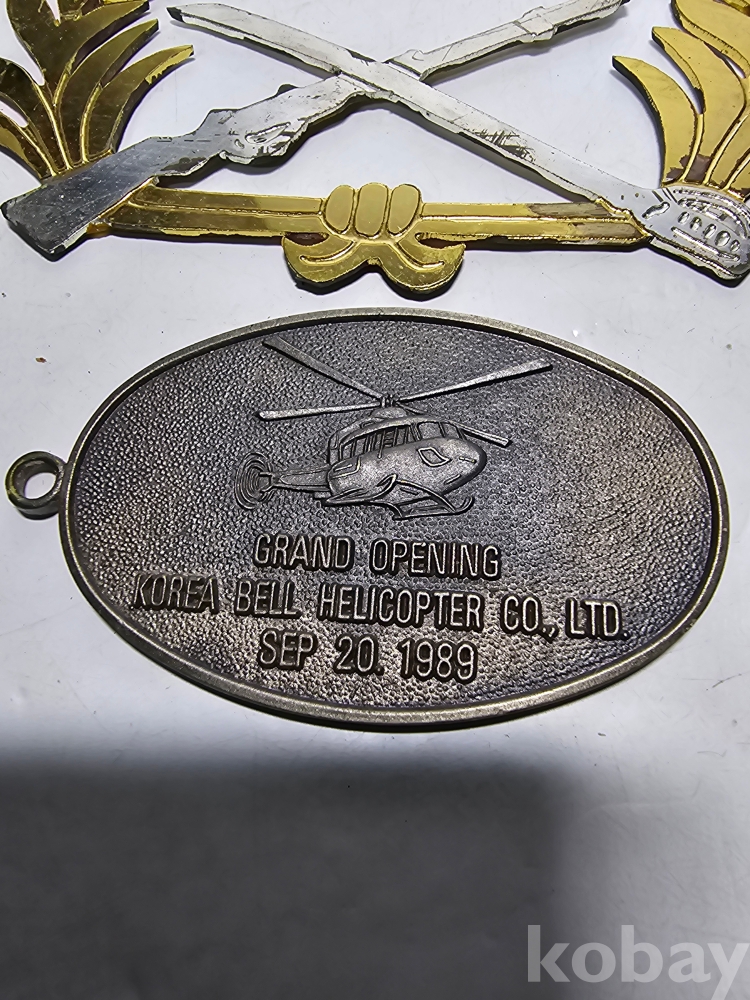 GRAND OPENING
KOREA BELL HELICOPTER CO., LTD.
SEP 20. 1989
kobay